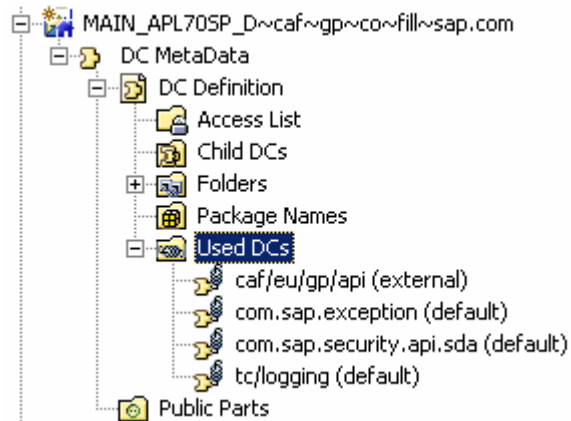 MAIN_APL70SP_D~caf~gp~co~fill~sap.com
DC MetaData
DC Definition
Access List
Child DCs
Folders
Package Names
Used DCs
caf/eu/gp/api (external)
com.sap.exception (default)
com.sap.security.api.sda (default)
tc/logging (default)
Public Parts